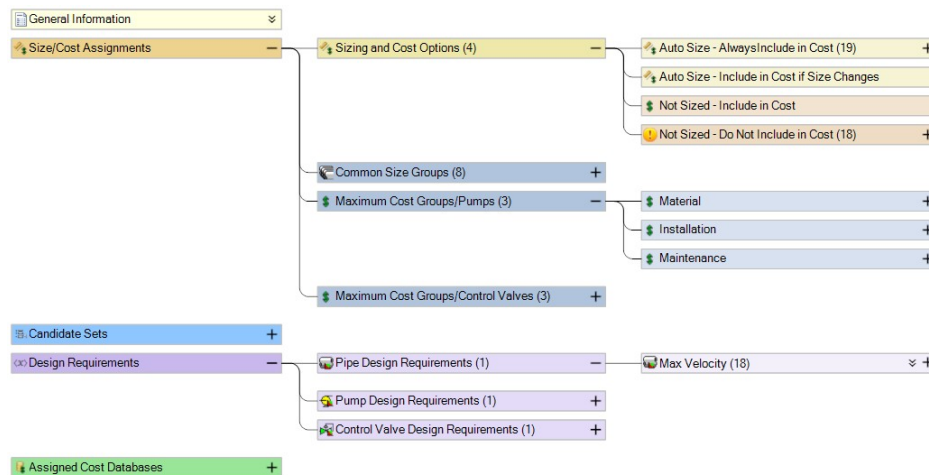 General Information
Size/Cost Assignments
Sizing and Cost Options (4)
Auto Size - AlwaysInclude in Cost (19)
Auto Size - Include in Cost if Size Changes
Not Sized - Include in Cost
Not Sized - Do Not Include in Cost (18)
Common Size Groups (8)
Maximum Cost Groups/Pumps (3)
Material
Installation
Maintenance
Maximum Cost Groups/Control Valves (3)
Candidate Sets
Design Requirements
Pipe Design Requirements (1)
Max Velocity (18)
Pump Design Requirements (1)
Control Valve Design Requirements (1)
Assigned Cost Databases